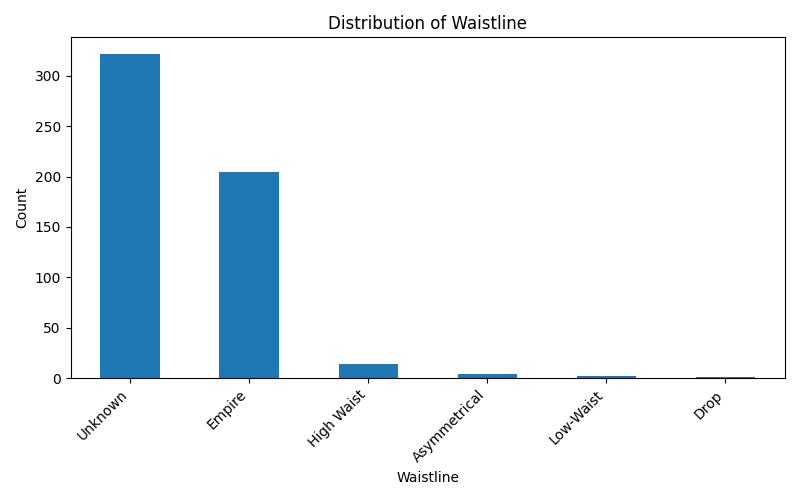 Distribution of Waistline
Count
300
250
200
150
100
50
0
Unknown
Empire
High Waist
Asymmetrical
Low-Waist
Drop
Waistline